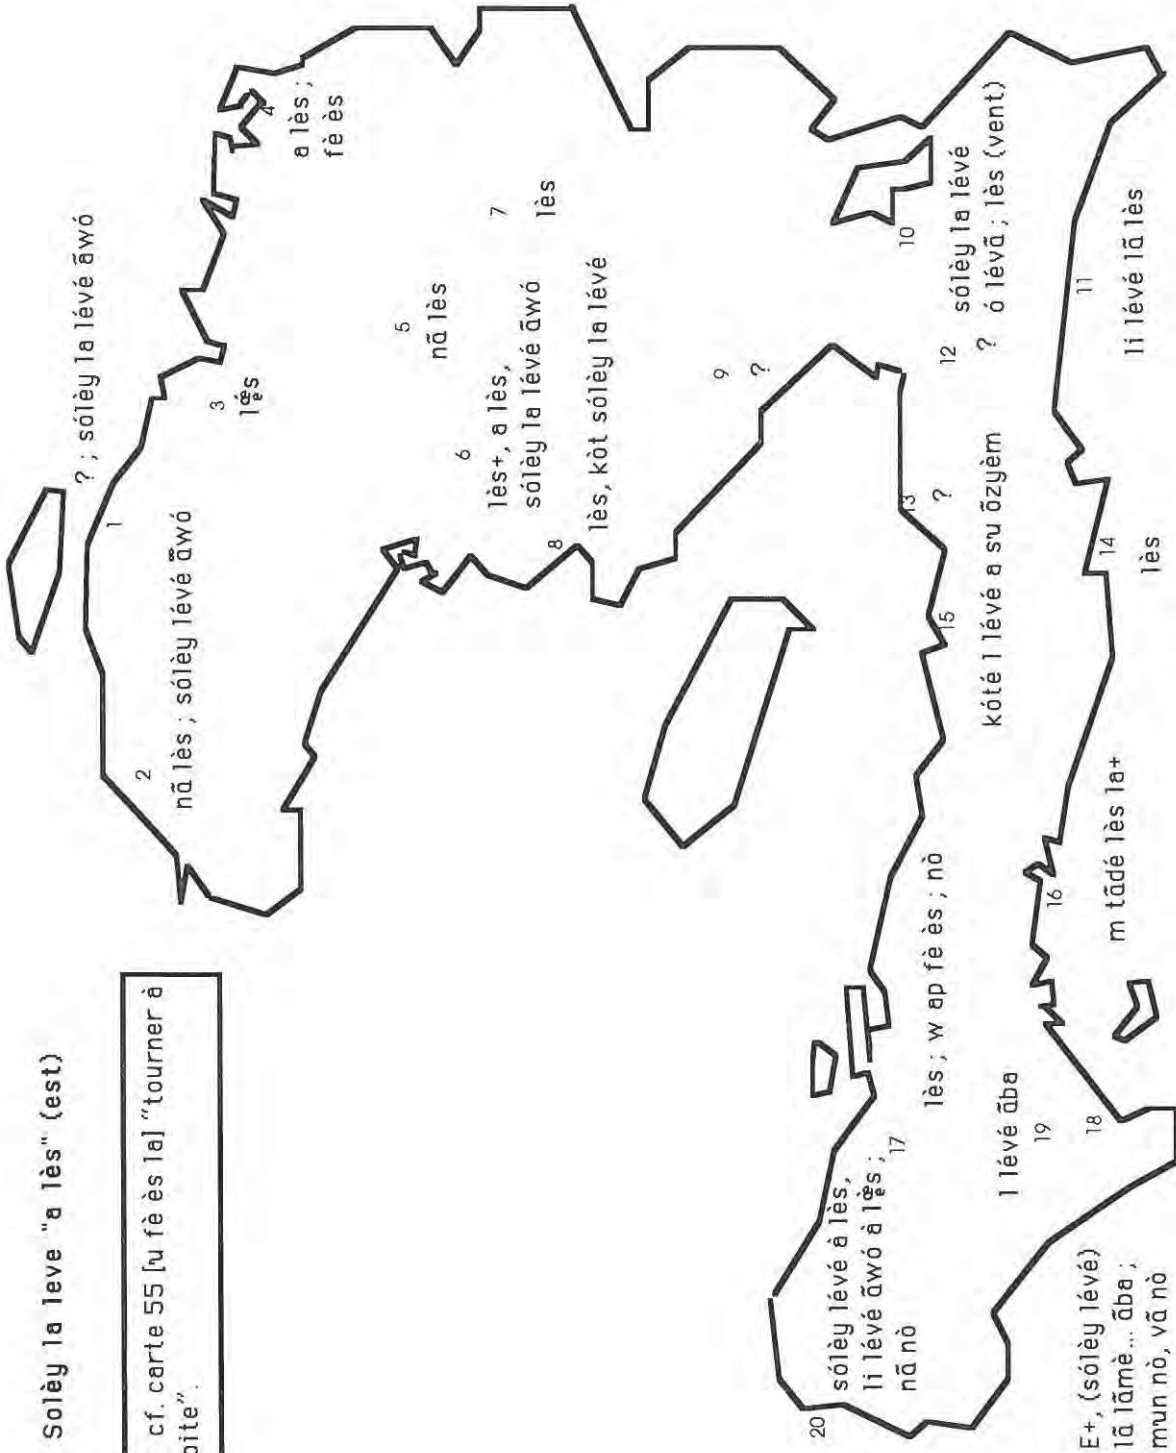 Solèy la leve "a lès" (est)
cf. carte 55 [u fè ès la] "tourner à
oite".
? ; sólèy la lévé ãwó
1
2
nã lès ; sólèy lévé ãwó
3
lès
4
a lès ;
fè ès
5
nã lès
6
lès+, a lès,
sólèy la lévé ãwó
7
lès
8
lès, kòt sólèy la lévé
9
?
10
sólèy la lévé
ó lévã ; lès (vent)
11
li lévé lã lès
12
?
13
?
14
lès
15
kóté l lévé a su õzyèm
16
m tãdé lès la+
17
lès ; w ap fè ès ; nò
18
19
l lévé ãba
20
sólèy lévé à lès,
li lévé ãwó à lès ;
nã nò
E+, (sólèy lévé)
lã lãmè... ãba ;
mun nò, vã nò